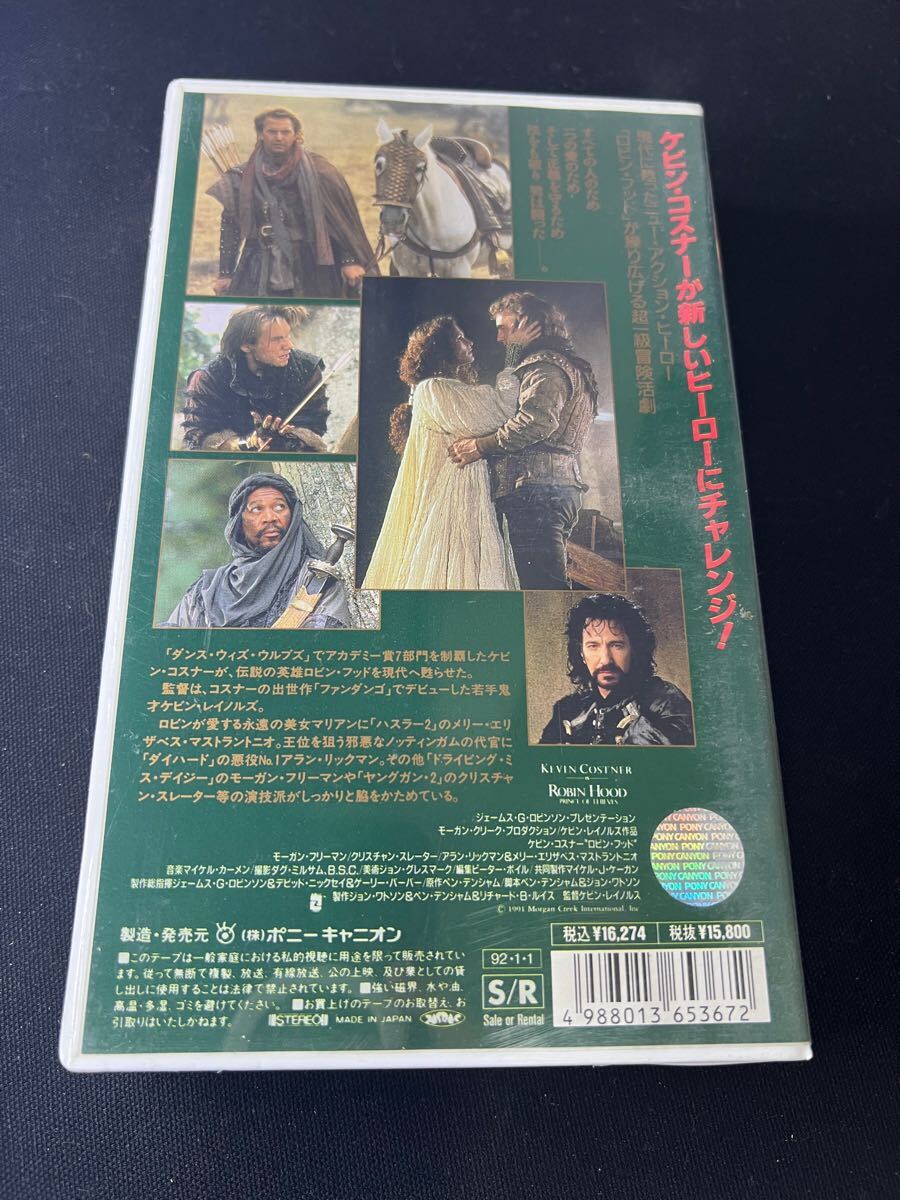 ケビン・コスナーが新しいヒーローにチャレンジ！
現代に甦ったニュー・アクション・ヒーロー
「ロビン・フッド」が繰り広げる超一級冒険活劇
すべての人のため
二つの愛のため
そして正義を守るため
掟をも破り、男は闘った——。
「ダンス・ウィズ・ウルブズ」でアカデミー賞7部門を制覇したケビ
ン・コスナーが、伝説の英雄ロビン・フッドを現代へ甦らせた。
監督は、コスナーの出世作「ファンダンゴ」でデビューした若手鬼
才ケビン・レイノルズ。
ロビンが愛する永遠の美女マリアンに「ハスラー2」のメリー・エリ
ザベス・マストラントニオ。王位を狙う邪悪なノッティンガムの代官に
「ダイハード」の悪役No.1アラン・リックマン。その他「ドライビング・ミ
ス・デイジー」のモーガン・フリーマンや「ヤングガン・2」のクリスチャ
ン・スレーター等の演技派がしっかりと脇をかためている。
KEVIN COSTNER
IS
ROBIN HOOD
PRINCE OF THIEVES
ジェームス・G・ロビンソン・プレゼンテーション
モーガン・クリーク・プロダクション/ケビン・レイノルズ作品
ケビン・コスナー"ロビン・フッド"
モーガン・フリーマン/クリスチャン・スレーター/アラン・リックマン&メリー・エリザベス・マストラントニオ
音楽マイケル・カーメン/撮影ダグ・ミルサム、B.S.C./美術ジョン・グレスマーク/編集ピーター・ボイル/共同製作マイケル・J・ケーガン
製作総指揮ジェームス・G・ロビンソン&デビッド・ニックセイ&ゲーリー・バーバー/原作ペン・デンシャム/脚本ペン・デンシャム&ジョン・ワトソン
製作ジョン・ワトソン&ペン・デンシャム&リチャード・B・ルイス 監督ケビン・レイノルズ
© 1991 Morgan Creek International, Inc
PONY CANYON
製造・発売元 (株)ポニーキャニオン
税込¥16,274 税抜¥15,800
■このテープは一般家庭における私的視聴に用途を限って販売されてい
ます。従って無断で複製、放送、有線放送、公の上映、及び業としての貸
し出しに使用することは法律で禁止されています。■強い磁界、水や油、
高温・多湿、ゴミを避けてください。■お買上げのテープのお取替え、お
引取りはいたしかねます。
STEREO MADE IN JAPAN
92・1・1
S/R
Sale or Rental
4 988013 653672